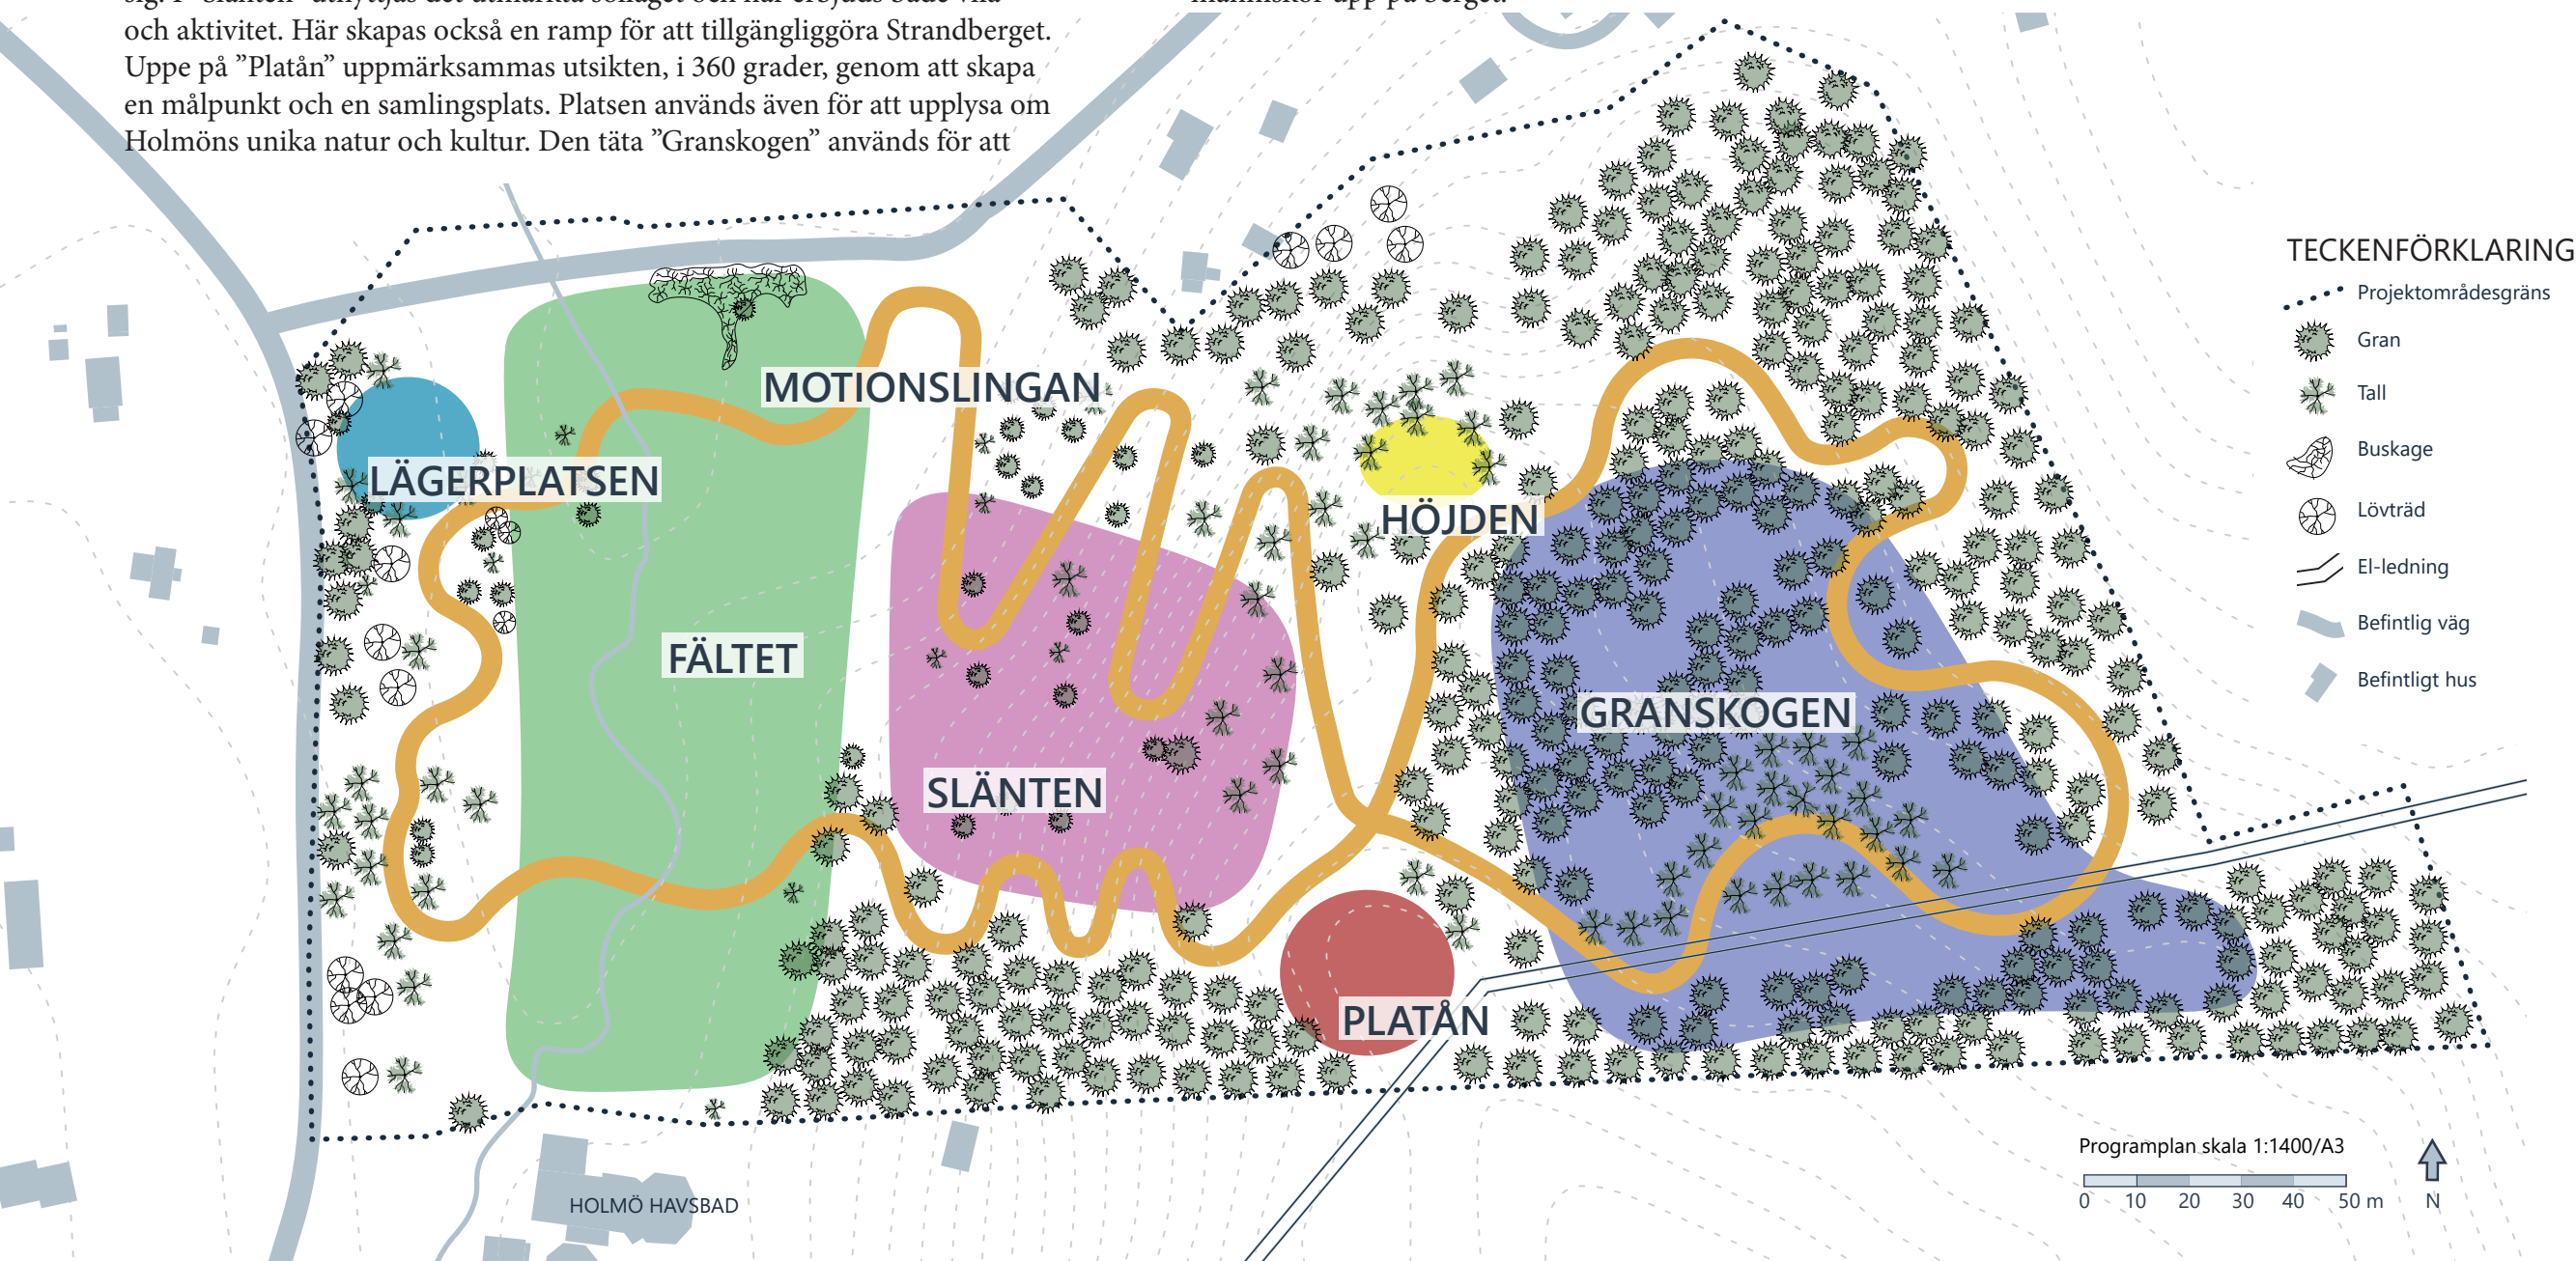 och aktivitet. Här skapas också en ramp för att tillgängliggöra Strandberget.
Uppe på ”Platån” uppmärksammas utsikten, i 360 grader, genom att skapa
en målpunkt och en samlingsplats. Platsen används även för att upplysa om
Holmöns unika natur och kultur. Den täta ”Granskogen” används för att
människor upp på berget.
TECKENFÖRKLARING
Projektområdesgräns
Gran
Tall
Buskage
Lövträd
El-ledning
Befintlig väg
Befintligt hus
MOTIONSLINGAN
LÄGERPLATSEN
HÖJDEN
FÄLTET
GRANSKOGEN
SLÄNTEN
PLATÅN
HOLMÖ HAVSBAD
Programplan skala 1:1400/A3
0 10 20 30 40 50 m
N